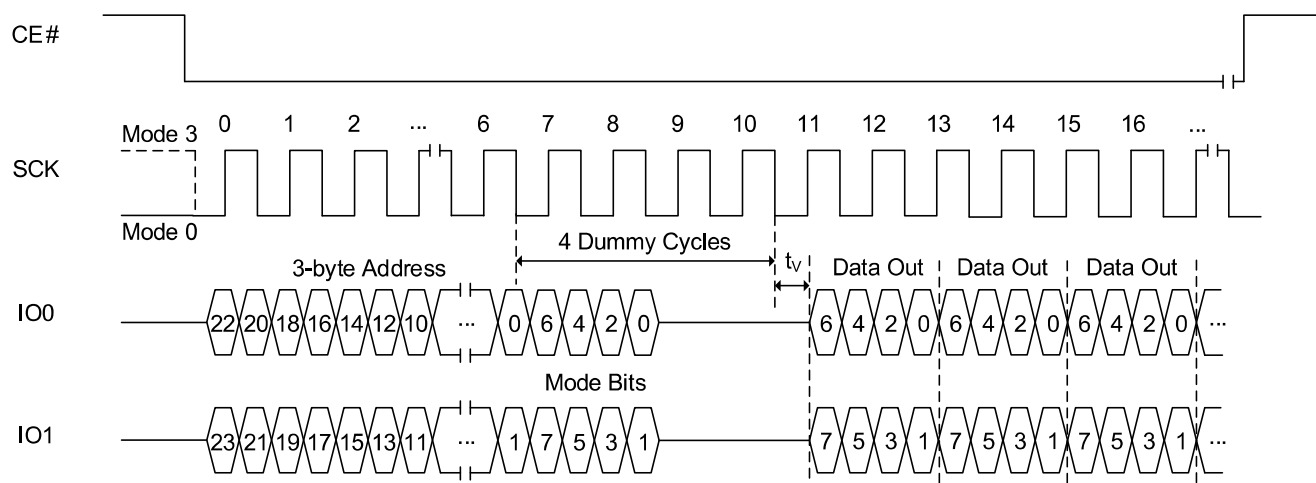 CE#
Mode 3 0 1 2 ... 6 7 8 9 10 11 12 13 14 15 16 ...
SCK
Mode 0
4 Dummy Cycles
3-byte Address tV Data Out Data Out Data Out
IO0 22 20 18 16 14 12 10 ... 0 6 4 2 0 6 4 2 0 6 4 2 0 6 4 2 0 ...
Mode Bits
IO1 23 21 19 17 15 13 11 ... 1 7 5 3 1 7 5 3 1 7 5 3 1 7 5 3 1 ...